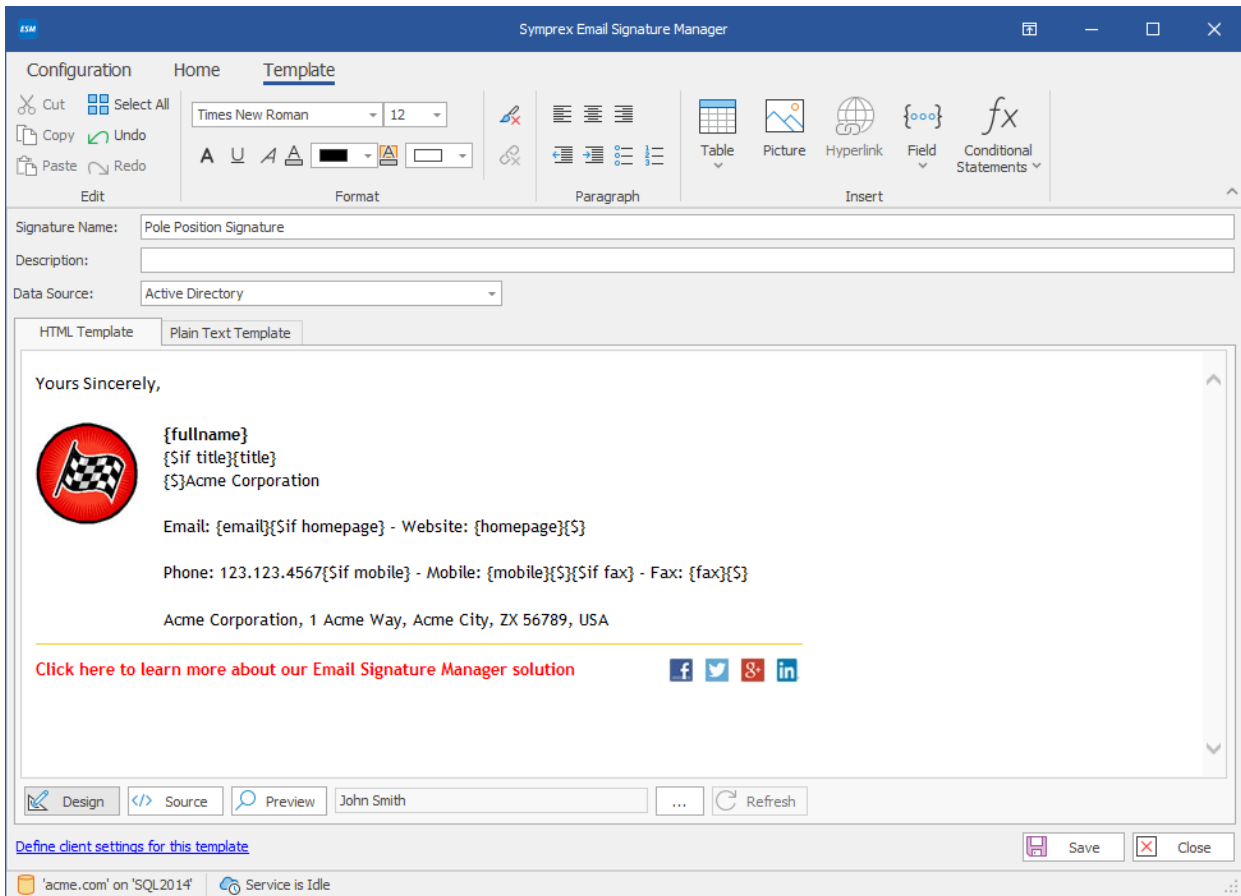 ESM Symprex Email Signature Manager
Configuration Home Template
Cut Select All
Copy Undo
Paste Redo
Edit
Times New Roman 12
A U A A A
Format
Paragraph
Table Picture Hyperlink {ooo} Field fx Conditional Statements
Insert
Signature Name: Pole Position Signature
Description:
Data Source: Active Directory
HTML Template Plain Text Template
Yours Sincerely,
{fullname}
{$if title}{title}
{$}Acme Corporation
Email: {email}{$if homepage} - Website: {homepage}{$}
Phone: 123.123.4567{$if mobile} - Mobile: {mobile}{$}{$if fax} - Fax: {fax}{$}
Acme Corporation, 1 Acme Way, Acme City, ZX 56789, USA
Click here to learn more about our Email Signature Manager solution f 8+ in
Design </> Source Preview John Smith ... Refresh
Define client settings for this template Save Close
'acme.com' on 'SQL2014' Service is Idle